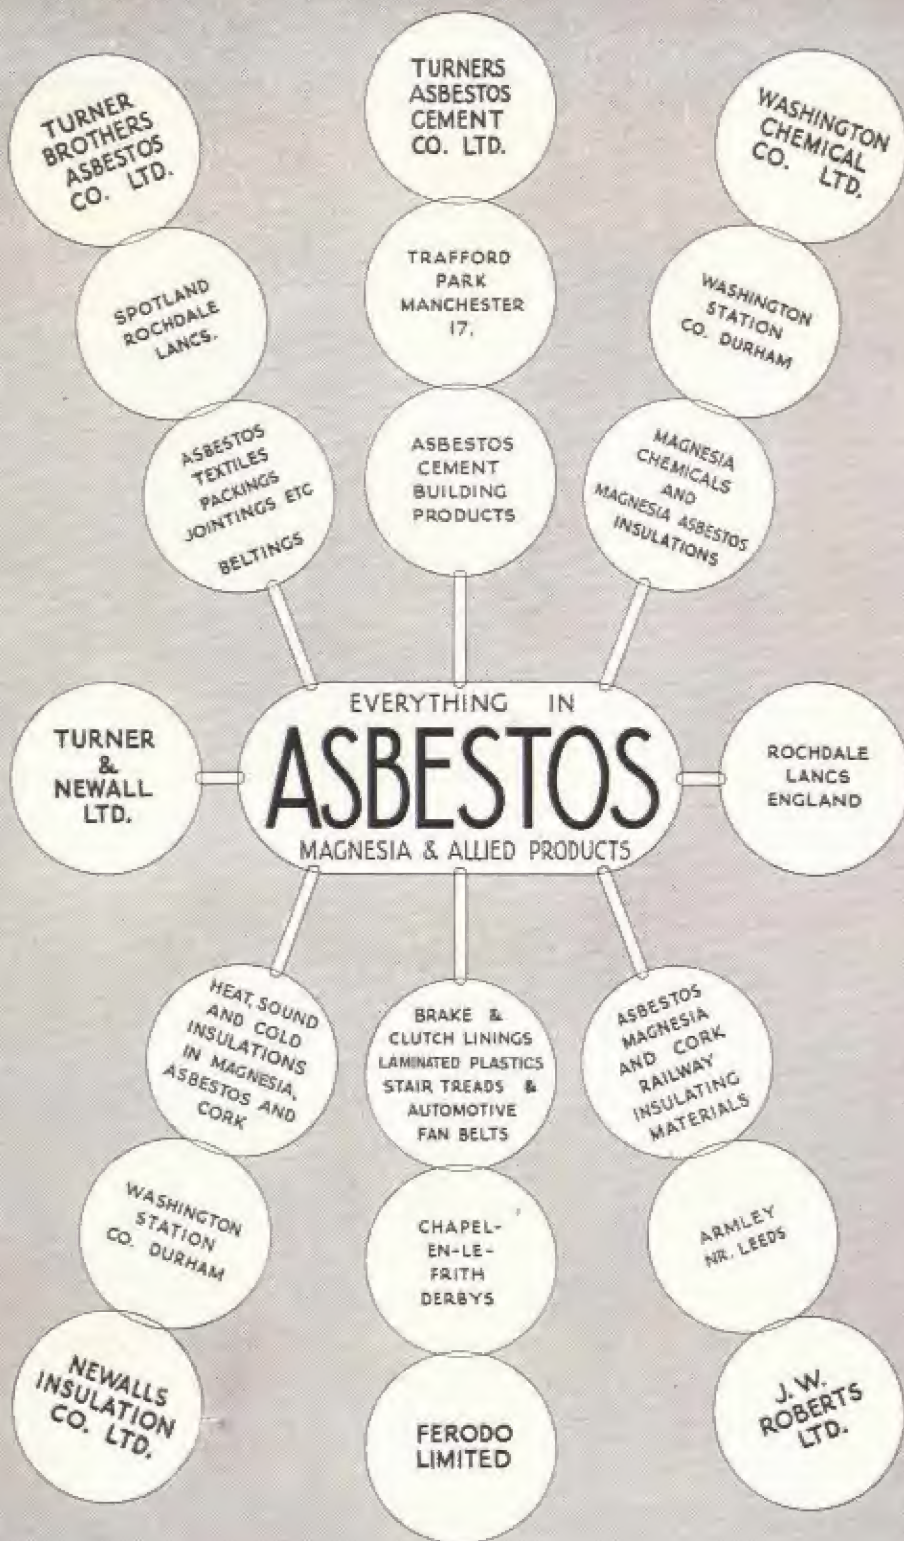 TURNER
BROTHERS
ASBESTOS
CO. LTD.
SPOTLAND
ROCHDALE
LANCS.
ASBESTOS
TEXTILES
PACKINGS
JOINTINGS ETC
BELTINGS
TURNERS
ASBESTOS
CEMENT
CO. LTD.
TRAFFORD
PARK
MANCHESTER
17.
ASBESTOS
CEMENT
BUILDING
PRODUCTS
WASHINGTON
CHEMICAL
CO. LTD.
WASHINGTON
STATION
CO. DURHAM
MAGNESIA
CHEMICALS
AND
MAGNESIA ASBESTOS
INSULATIONS
TURNER
&
NEWALL
LTD.
EVERYTHING IN
ASBESTOS
MAGNESIA & ALLIED PRODUCTS
ROCHDALE
LANCS
ENGLAND
HEAT, SOUND
AND COLD
INSULATIONS
IN MAGNESIA,
ASBESTOS AND
CORK
WASHINGTON
STATION
CO. DURHAM
NEWALLS
INSULATION
CO. LTD.
BRAKE &
CLUTCH LININGS
LAMINATED PLASTICS
STAIR TREADS &
AUTOMOTIVE
FAN BELTS
CHAPEL-
EN-LE-
FRITH
DERBYS
FERODO
LIMITED
ASBESTOS
MAGNESIA
AND CORK
RAILWAY
INSULATING
MATERIALS
ARMLEY
NR. LEEDS
J. W.
ROBERTS
LTD.